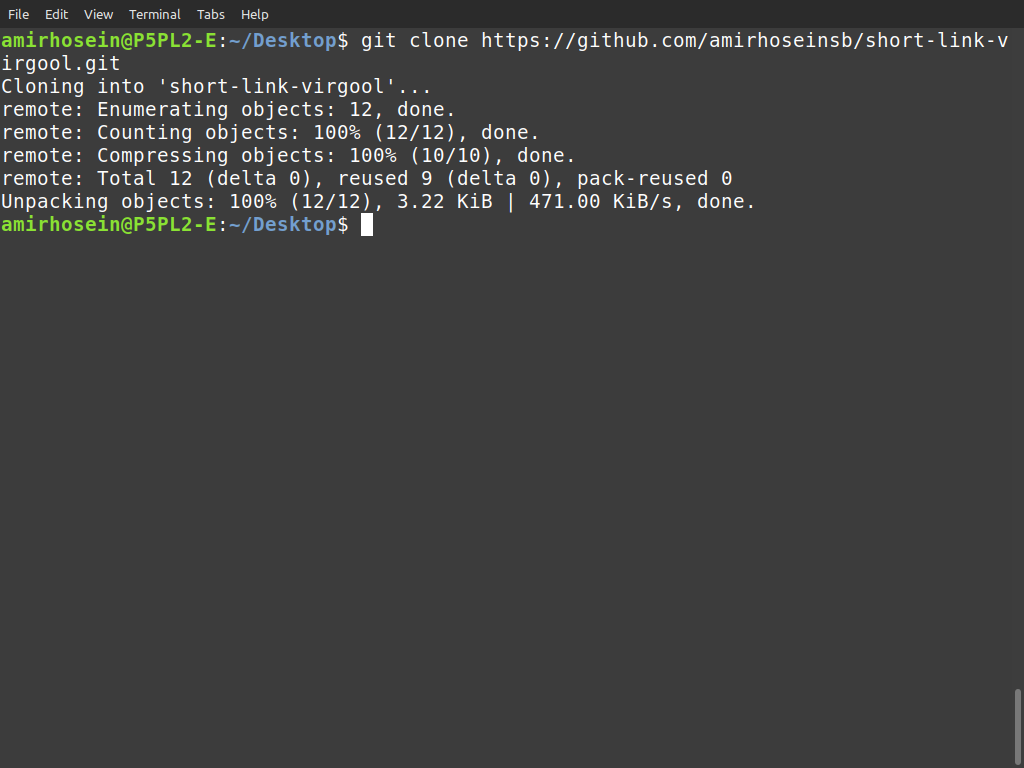 File Edit View Terminal Tabs Help
amirhosein@P5PL2-E:~/Desktop$ git clone https://github.com/amirhoseinsb/short-link-v
irgool.git
Cloning into 'short-link-virgool'...
remote: Enumerating objects: 12, done.
remote: Counting objects: 100% (12/12), done.
remote: Compressing objects: 100% (10/10), done.
remote: Total 12 (delta 0), reused 9 (delta 0), pack-reused 0
Unpacking objects: 100% (12/12), 3.22 KiB | 471.00 KiB/s, done.
amirhosein@P5PL2-E:~/Desktop$